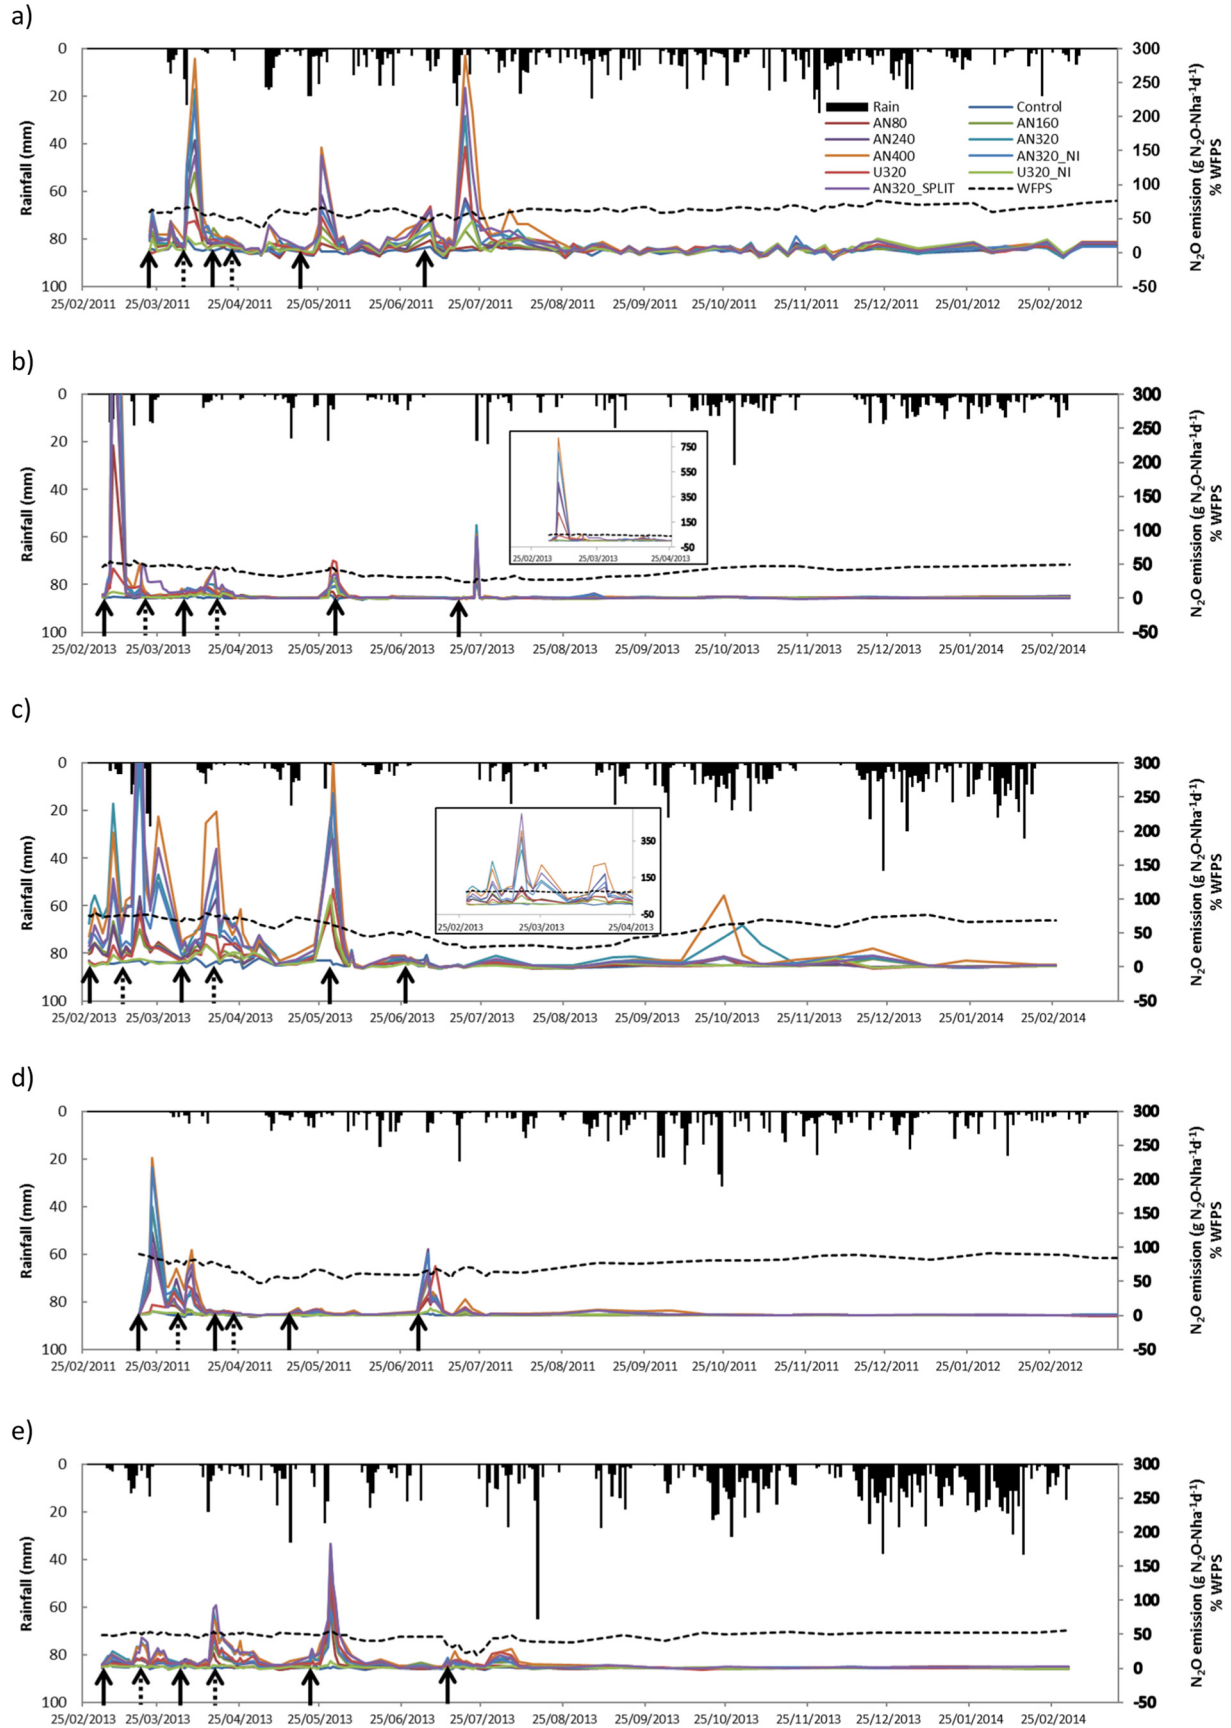 a)
0 300
20 250
40 200
60 150
80 100
100 50
0
-50
Rainfall (mm)
N2O emission (g N2O-Nha-1d-1)
% WFPS
Rain Control
AN80 AN160
AN240 AN320
AN400 AN320_NI
U320 U320_NI
AN320_SPLIT WFPS
25/02/2011 25/03/2011 25/04/2011 25/05/2011 25/06/2011 25/07/2011 25/08/2011 25/09/2011 25/10/2011 25/11/2011 25/12/2011 25/01/2012 25/02/2012
b)
0 300
20 250
40 200
60 150
80 100
100 50
0
-50
Rainfall (mm)
N2O emission (g N2O-Nha-1d-1)
% WFPS
750
550
350
150
-50
25/02/2013 25/03/2013 25/04/2013
25/02/2013 25/03/2013 25/04/2013 25/05/2013 25/06/2013 25/07/2013 25/08/2013 25/09/2013 25/10/2013 25/11/2013 25/12/2013 25/01/2014 25/02/2014
c)
0 300
20 250
40 200
60 150
80 100
100 50
0
-50
Rainfall (mm)
N2O emission (g N2O-Nha-1d-1)
% WFPS
350
150
-50
25/02/2013 25/03/2013 25/04/2013
25/02/2013 25/03/2013 25/04/2013 25/05/2013 25/06/2013 25/07/2013 25/08/2013 25/09/2013 25/10/2013 25/11/2013 25/12/2013 25/01/2014 25/02/2014
d)
0 300
20 250
40 200
60 150
80 100
100 50
0
-50
Rainfall (mm)
N2O emission (g N2O-Nha-1d-1)
% WFPS
25/02/2011 25/03/2011 25/04/2011 25/05/2011 25/06/2011 25/07/2011 25/08/2011 25/09/2011 25/10/2011 25/11/2011 25/12/2011 25/01/2012 25/02/2012
e)
0 300
20 250
40 200
60 150
80 100
100 50
0
-50
Rainfall (mm)
N2O emission (g N2O-Nha-1d-1)
% WFPS
25/02/2013 25/03/2013 25/04/2013 25/05/2013 25/06/2013 25/07/2013 25/08/2013 25/09/2013 25/10/2013 25/11/2013 25/12/2013 25/01/2014 25/02/2014